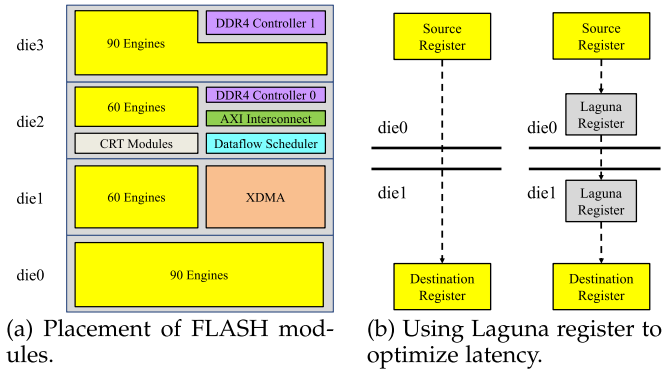 die3
90 Engines
DDR4 Controller 1
die2
60 Engines
DDR4 Controller 0
AXI Interconnect
CRT Modules
Dataflow Scheduler
die1
60 Engines
XDMA
die0
90 Engines
(a) Placement of FLASH mod-
ules.
Source
Register
die0
die1
Destination
Register
Source
Register
Laguna
Register
die0
die1
Laguna
Register
Destination
Register
(b) Using Laguna register to
optimize latency.